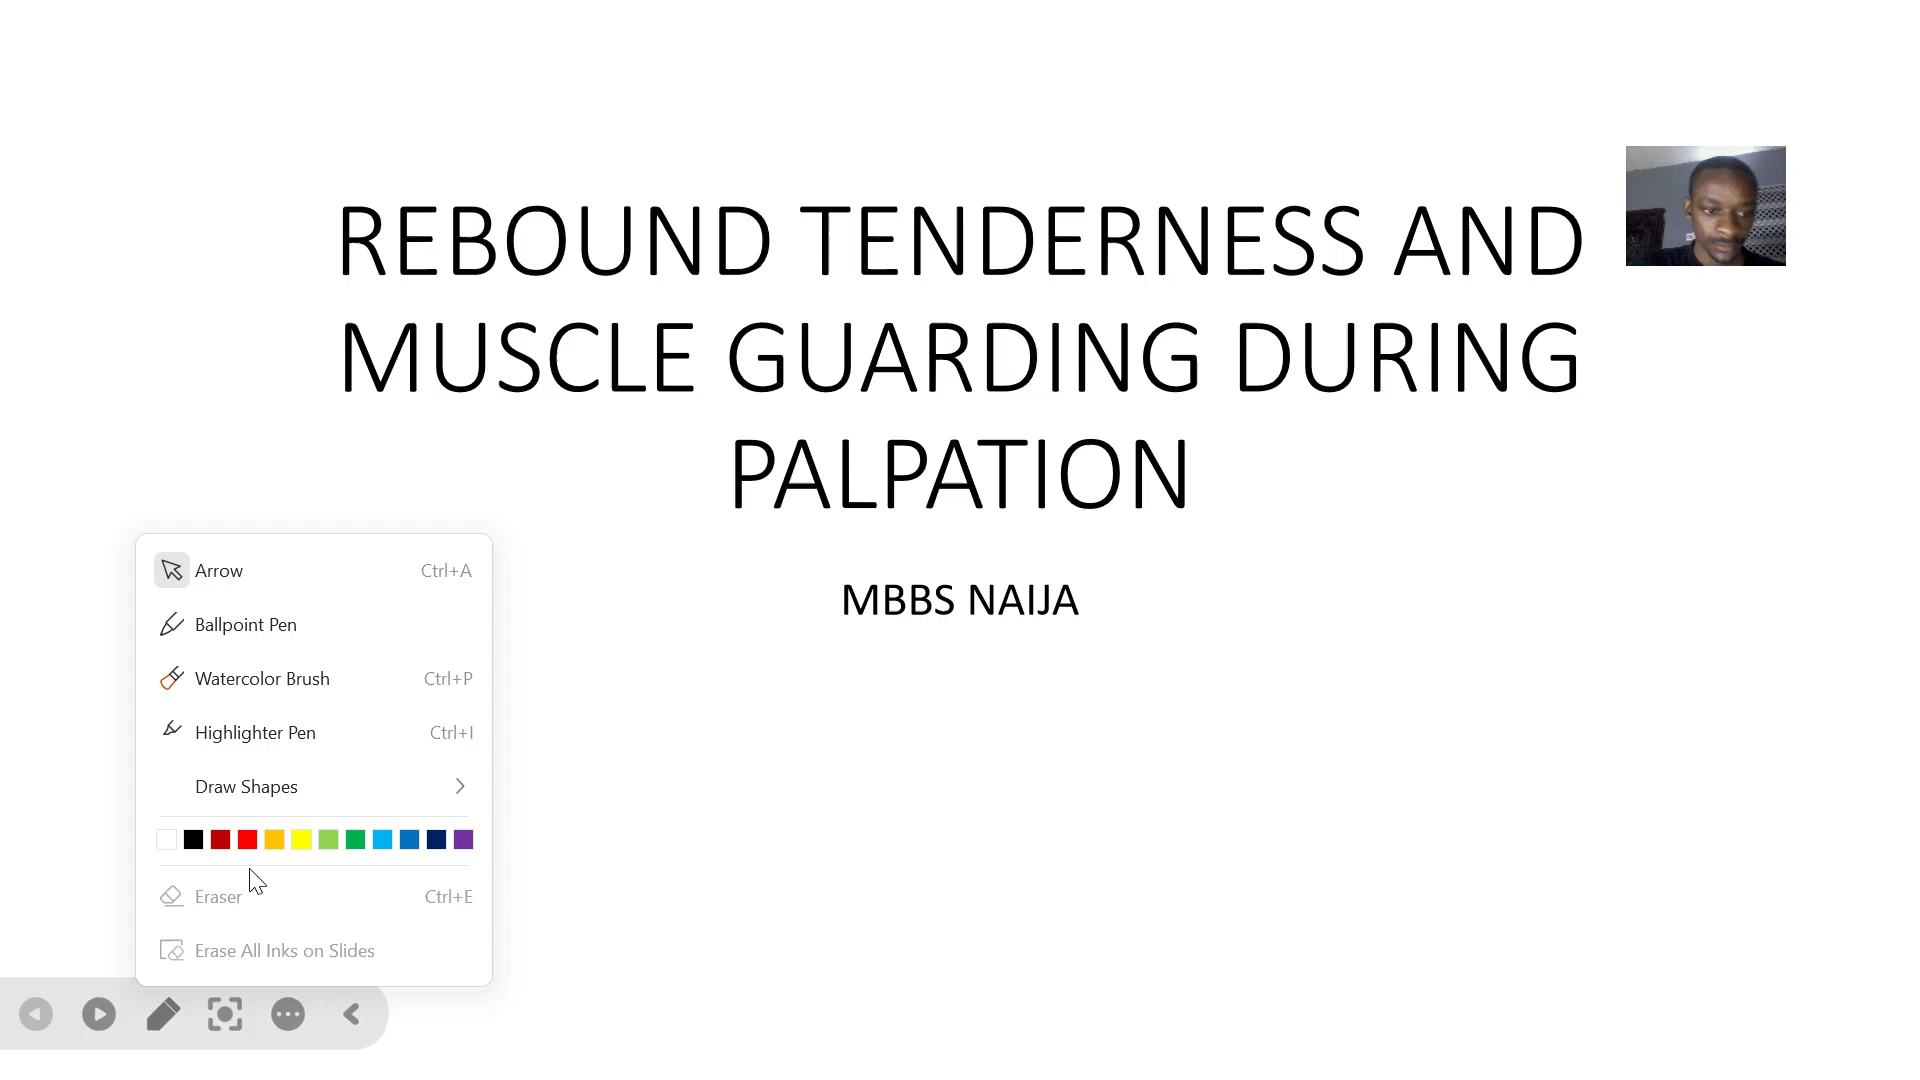 REBOUND TENDERNESS AND
MUSCLE GUARDING DURING
PALPATION
MBBS NAIJA
Arrow Ctrl+A
Ballpoint Pen
Watercolor Brush Ctrl+P
Highlighter Pen Ctrl+I
Draw Shapes
Eraser Ctrl+E
Erase All Inks on Slides